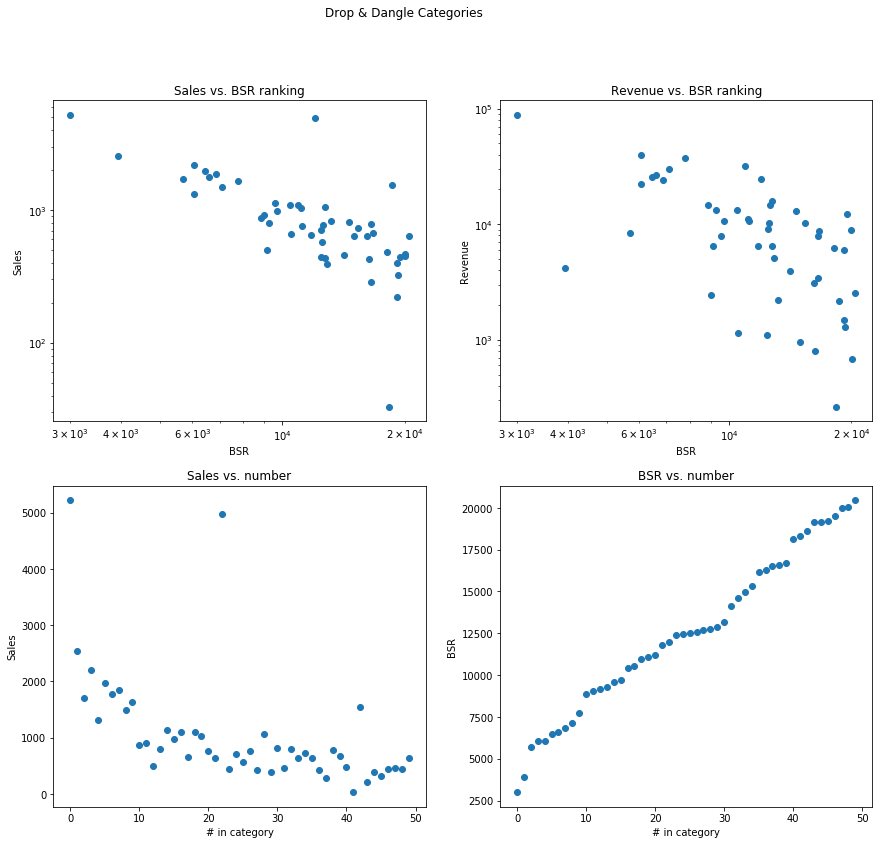 Drop & Dangle Categories
Sales vs. BSR ranking
Revenue vs. BSR ranking
Sales
10³
10²
3 × 10³
4 × 10³
6 × 10³
10⁴
2 × 10⁴
BSR
Revenue
10⁵
10⁴
10³
3 × 10³
4 × 10³
6 × 10³
10⁴
2 × 10⁴
BSR
Sales vs. number
BSR vs. number
Sales
5000
4000
3000
2000
1000
0
0
10
20
30
40
50
# in category
BSR
20000
17500
15000
12500
10000
7500
5000
2500
0
10
20
30
40
50
# in category